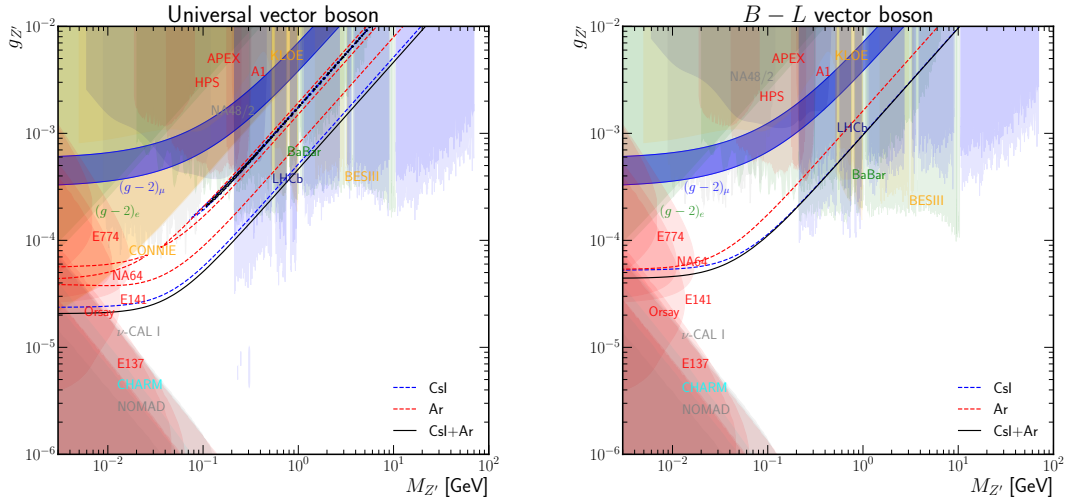 Universal vector boson
g_{Z'}
10^{-2}
10^{-3}
10^{-4}
10^{-5}
10^{-6}
APEX
KLOE
A1
HPS
NA48/2
BaBar
LHCb
BESIII
(g − 2)_μ
(g − 2)_e
E774
CONNIE
NA64
E141
Orsay
ν-CAL I
E137
CHARM
NOMAD
CsI
Ar
CsI+Ar
10^{-2}
10^{-1}
10^{0}
10^{1}
10^{2}
M_{Z'} [GeV]
B − L vector boson
g_{Z'}
10^{-2}
10^{-3}
10^{-4}
10^{-5}
10^{-6}
APEX
KLOE
NA48/2
A1
HPS
LHCb
BaBar
BESIII
(g − 2)_μ
(g − 2)_e
E774
NA64
E141
Orsay
ν-CAL I
E137
CHARM
NOMAD
CsI
Ar
CsI+Ar
10^{-2}
10^{-1}
10^{0}
10^{1}
10^{2}
M_{Z'} [GeV]